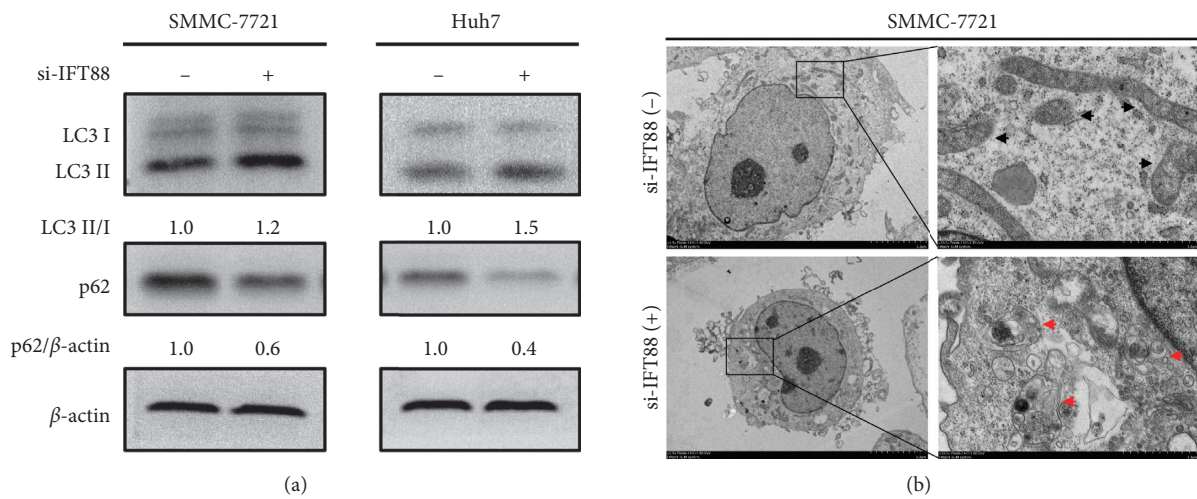 SMMC-7721
Huh7
si-IFT88 – + – +
LC3 I
LC3 II
LC3 II/I 1.0 1.2 1.0 1.5
p62
p62/β-actin 1.0 0.6 1.0 0.4
β-actin
(a)
SMMC-7721
si-IFT88 (–)
si-IFT88 (+)
(b)